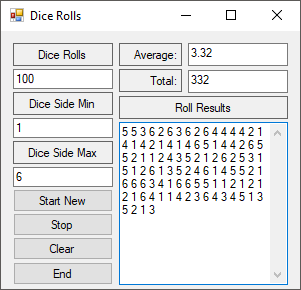 Dice Rolls
Dice Rolls
100
Dice Side Min
1
Dice Side Max
6
Start New
Stop
Clear
End
Average:
3.32
Total:
332
Roll Results
5 5 3 6 2 6 3 6 2 6 4 4 4 4 2 1
4 1 4 2 1 4 1 4 6 5 1 4 4 2 6 5
5 2 1 1 2 4 3 5 2 1 2 6 2 5 3 1
5 1 2 6 1 3 5 2 4 6 1 4 5 2 1 5
6 6 6 3 4 1 6 6 5 5 1 1 2 1 2 1
2 1 6 4 1 1 4 2 3 6 4 3 4 5 1 3
5 2 1 3